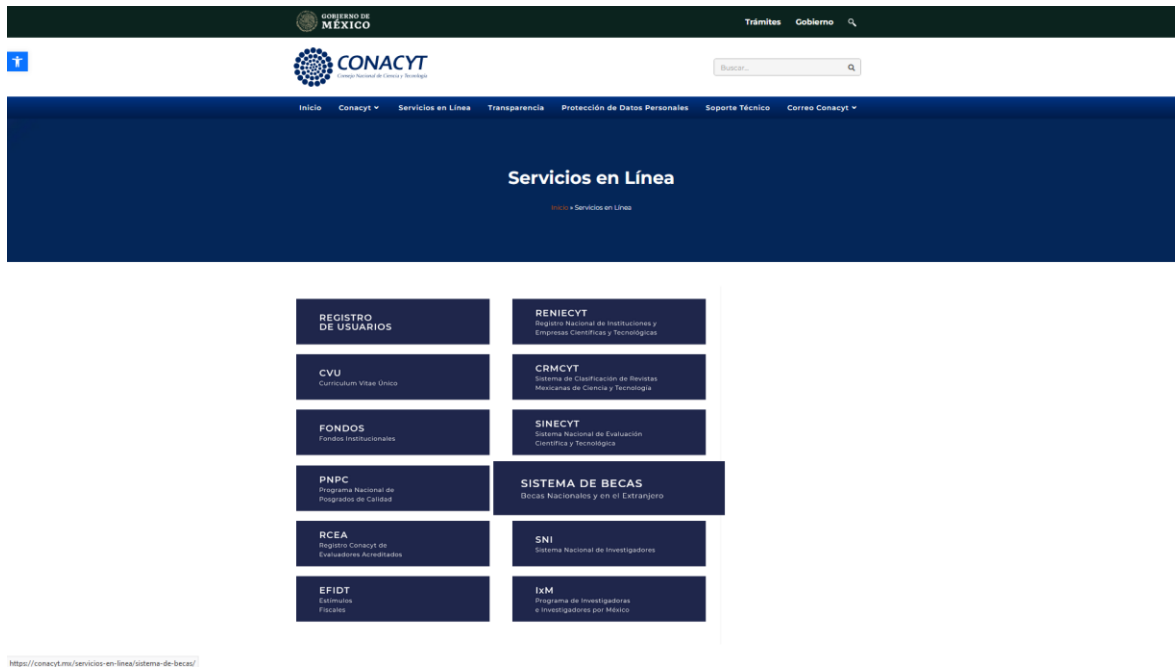 GOBIERNO DE
MÉXICO
Trámites Gobierno
CONACYT
Consejo Nacional de Ciencia y Tecnología
Buscar...
Inicio Conacyt Servicios en Línea Transparencia Protección de Datos Personales Soporte Técnico Correo Conacyt
Servicios en Línea
Inicio » Servicios en Línea
REGISTRO
DE USUARIOS
RENIECYT
Registro Nacional de Instituciones y
Empresas Científicas y Tecnológicas
CVU
Curriculum Vitae Único
CRMCYT
Sistema de Clasificación de Revistas
Mexicanas de Ciencia y Tecnología
FONDOS
Fondos Institucionales
SINECYT
Sistema Nacional de Evaluación
Científica y Tecnológica
PNPC
Programa Nacional de
Posgrados de Calidad
SISTEMA DE BECAS
Becas Nacionales y en el Extranjero
RCEA
Registro Conacyt de
Evaluadores Acreditados
SNI
Sistema Nacional de Investigadores
EFIDT
Estímulos
Fiscales
IxM
Programa de Investigadoras
e Investigadores por México
https://conacyt.mx/servicios-en-linea/sistema-de-becas/